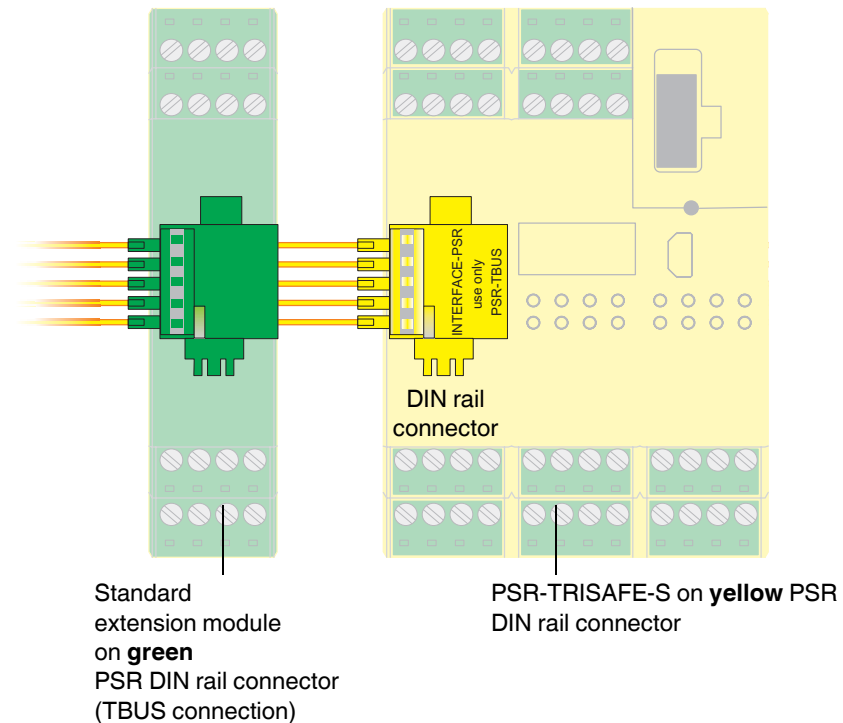 INTERFACE-PSR
use only
PSR-TBUS
DIN rail
connector
Standard
extension module
on green
PSR DIN rail connector
(TBUS connection)
PSR-TRISAFE-S on yellow PSR
DIN rail connector